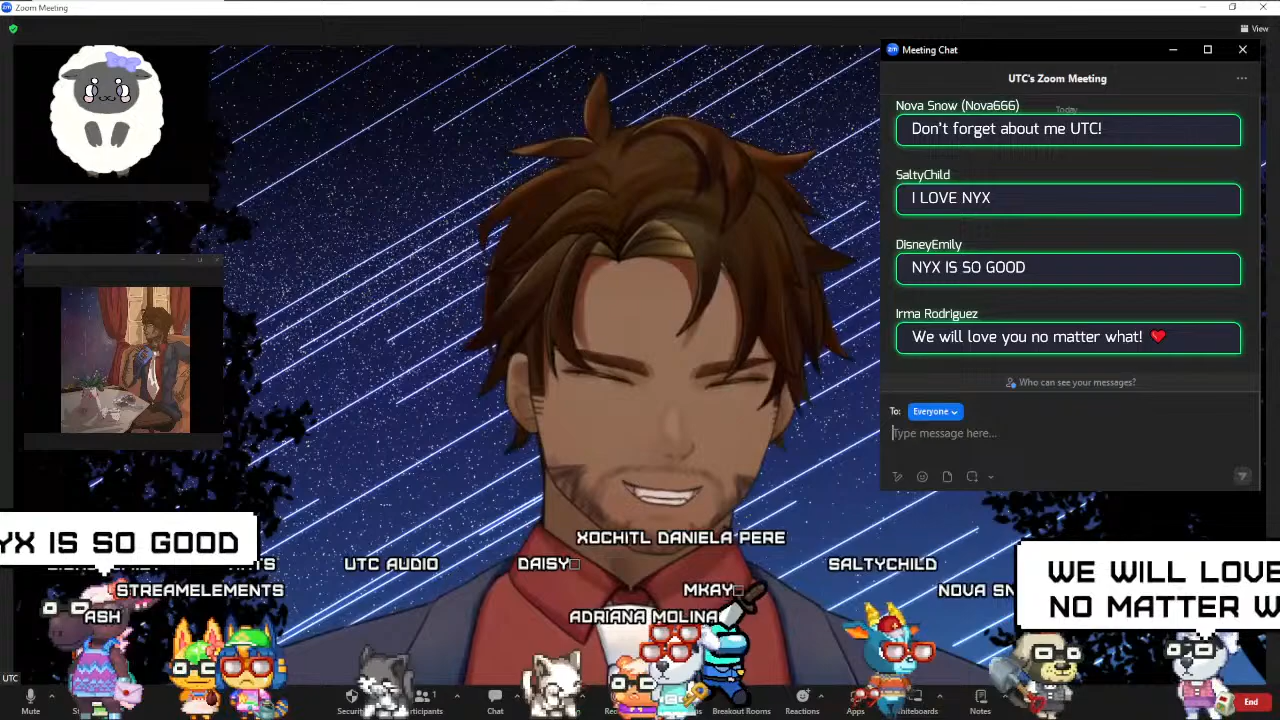 Zoom Meeting
View
Meeting Chat
UTC's Zoom Meeting
Today
Nova Snow (Nova666)
Don't forget about me UTC!
SaltyChild
I LOVE NYX
DisneyEmily
NYX IS SO GOOD
Irma Rodriguez
We will love you no matter what! ❤
Who can see your messages?
To: Everyone
Type message here...
YX IS SO GOOD
WE WILL LOVE
NO MATTER W
XOCHITL DANIELA PERE
UTC AUDIO
DAISY
SALTYCHILD
STREAMELEMENTS
MKAY
NOVA SN
ASH
ADRIANA MOLINA
UTC
Mute
Chat
Breakout Rooms
Reactions
Apps
Notes
End